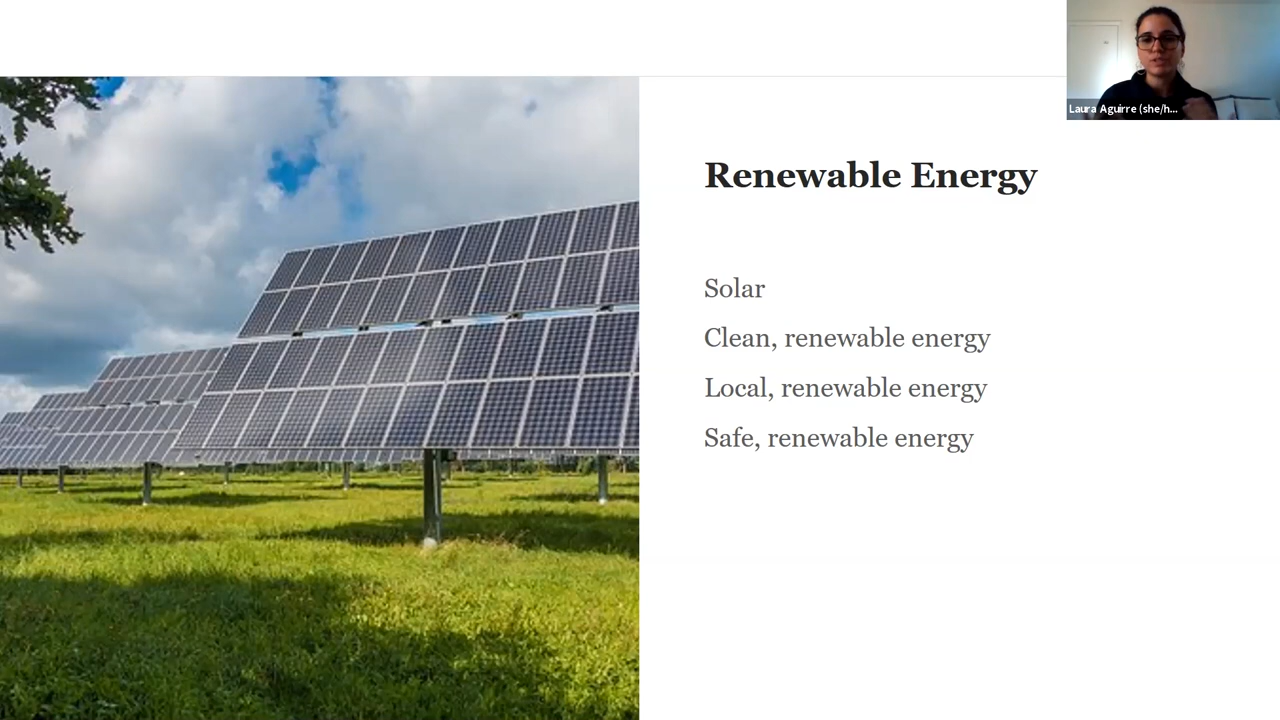 Laura Aguirre (she/h...
Renewable Energy
Solar
Clean, renewable energy
Local, renewable energy
Safe, renewable energy